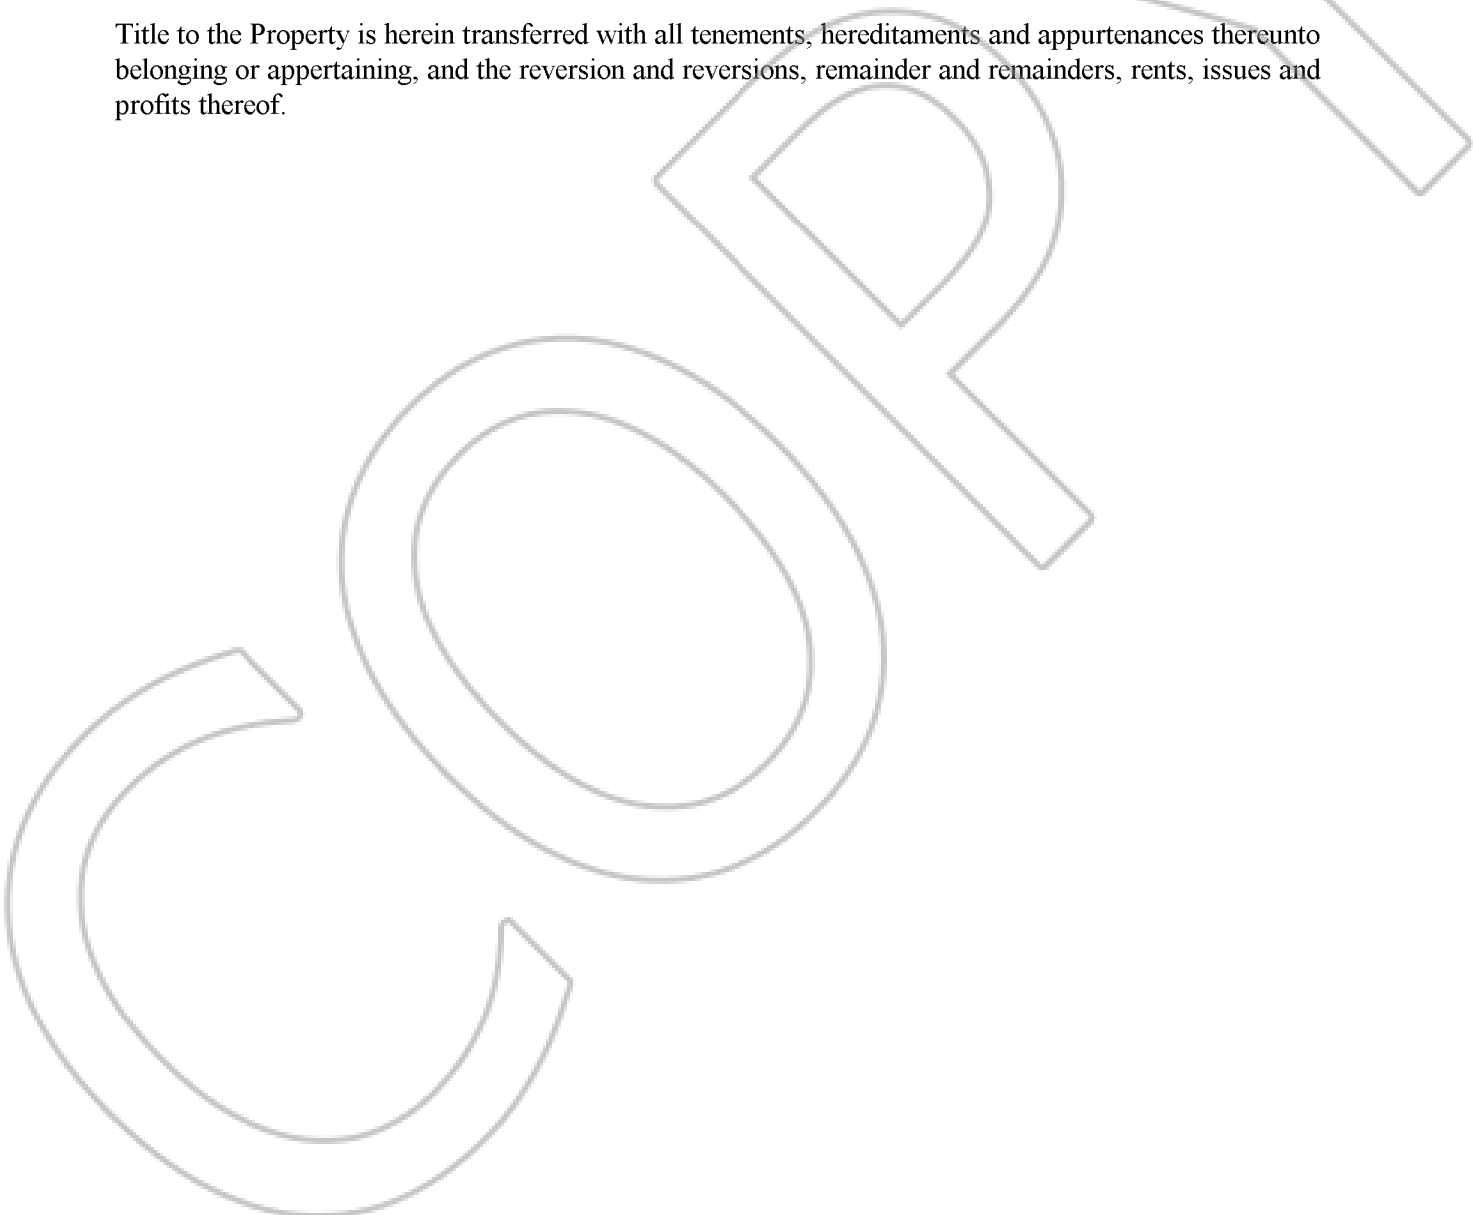 Title to the Property is herein transferred with all tenements, hereditaments and appurtenances thereunto
belonging or appertaining, and the reversion and reversions, remainder and remainders, rents, issues and
profits thereof.
COPY